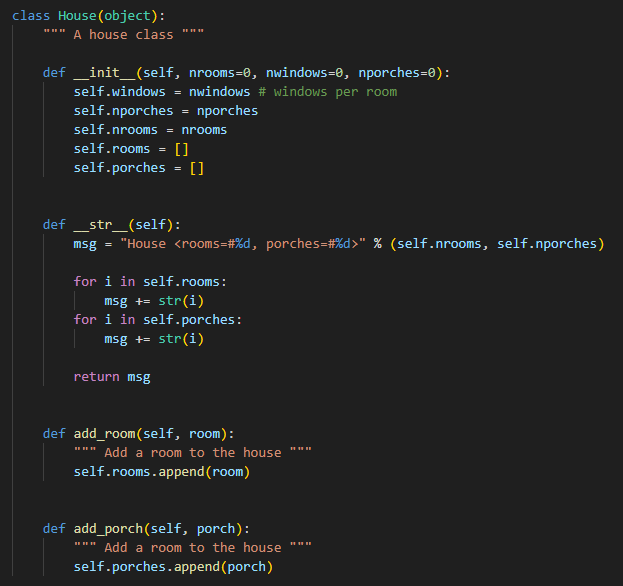 class House(object):
    """ A house class """

    def __init__(self, nrooms=0, nwindows=0, nporches=0):
        self.windows = nwindows # windows per room
        self.nporches = nporches
        self.nrooms = nrooms
        self.rooms = []
        self.porches = []


    def __str__(self):
        msg = "House <rooms=#%d, porches=#%d>" % (self.nrooms, self.nporches)

        for i in self.rooms:
            msg += str(i)
        for i in self.porches:
            msg += str(i)

        return msg


    def add_room(self, room):
        """ Add a room to the house """
        self.rooms.append(room)


    def add_porch(self, porch):
        """ Add a room to the house """
        self.porches.append(porch)